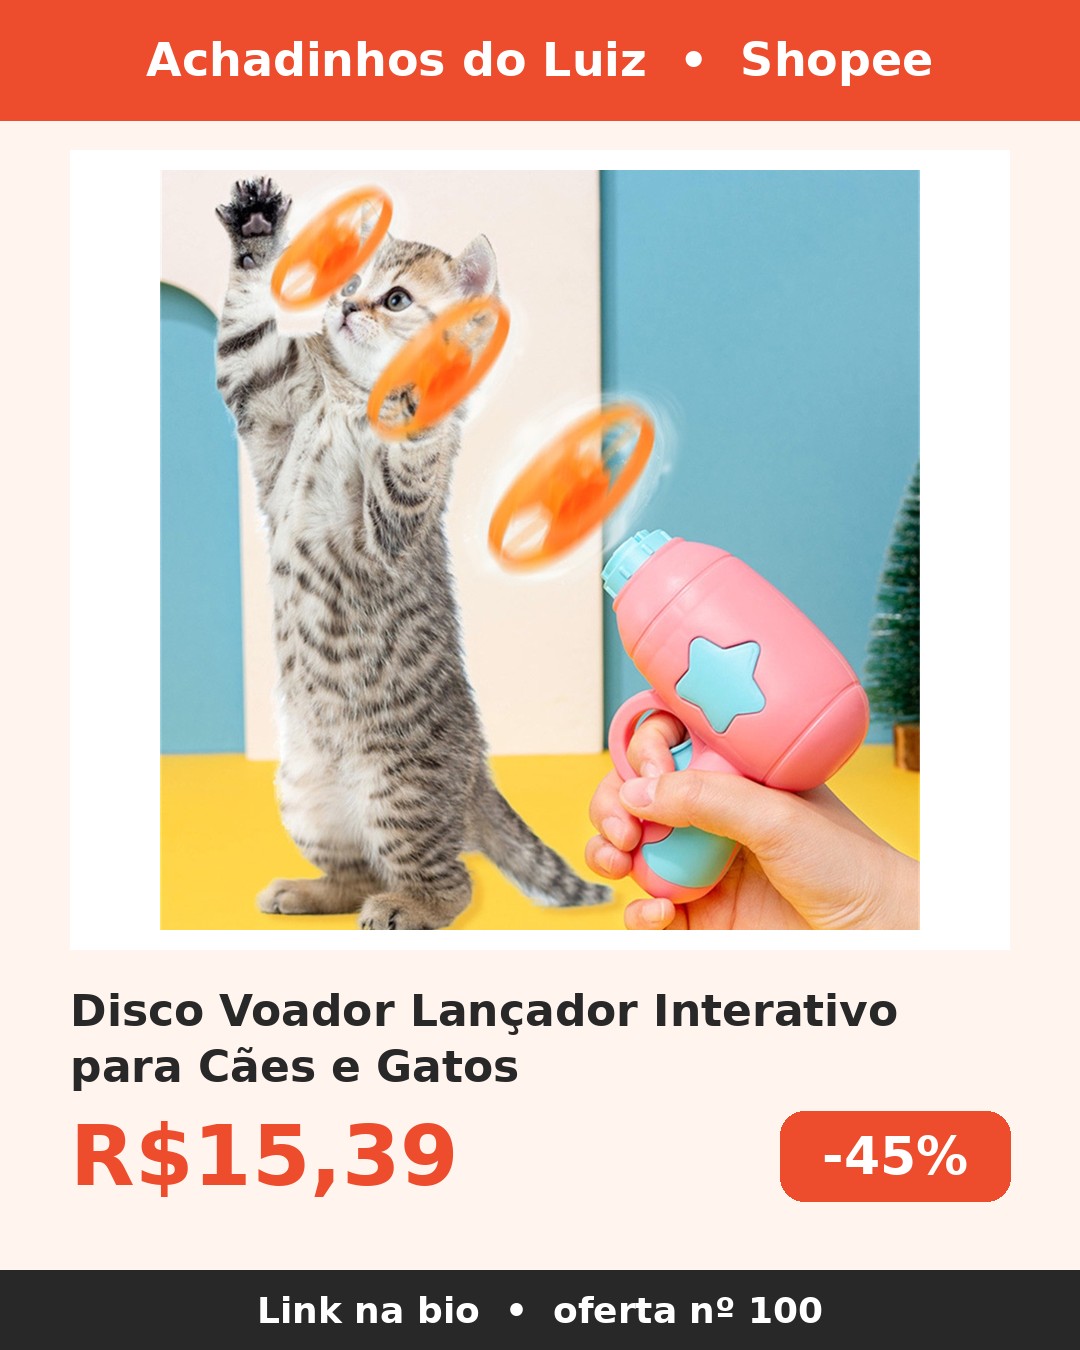 Achadinhos do Luiz • Shopee
Disco Voador Lançador Interativo
para Cães e Gatos
R$15,39
-45%
Link na bio • oferta nº 100